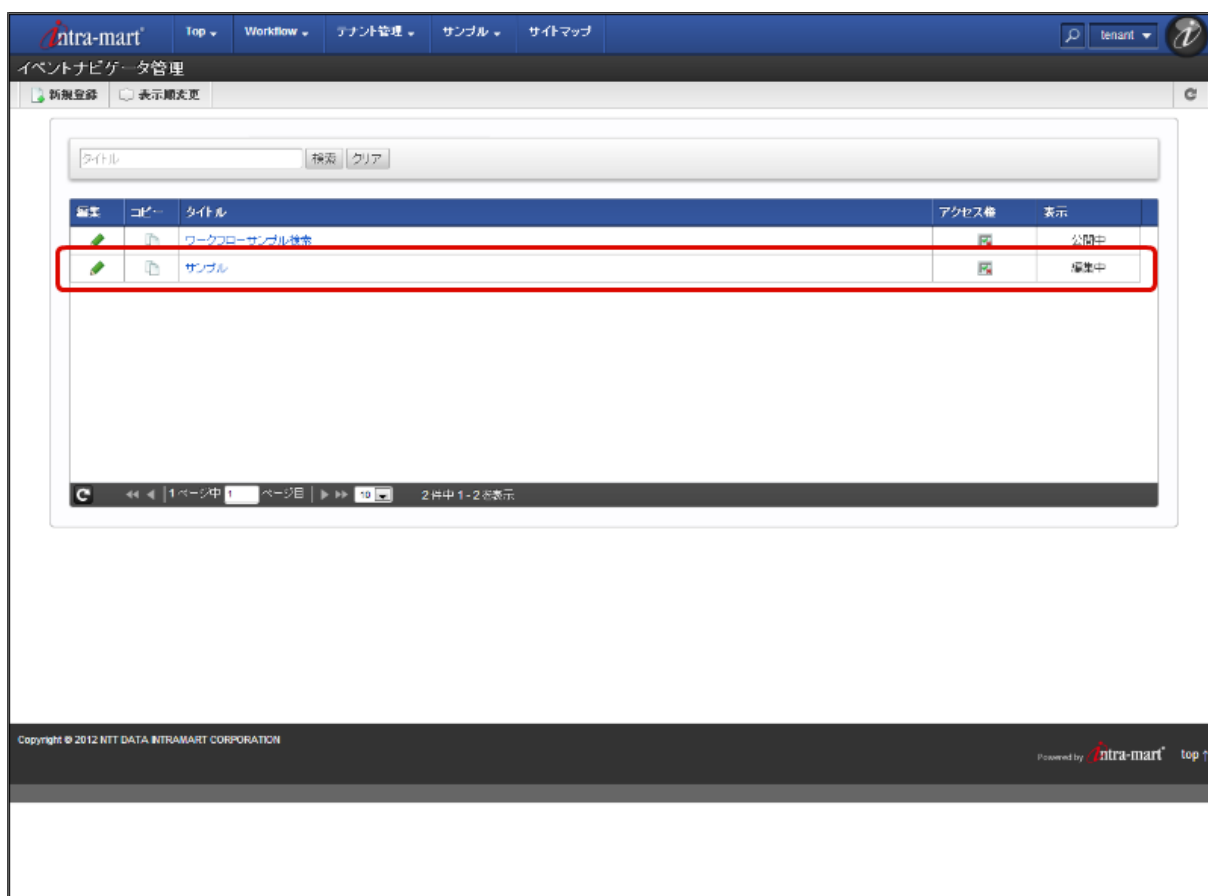 intra-mart Top Workflow テナント管理 サンプル サイトマップ tenant
イベントナビゲータ管理
新規登録 表示順変更
タイトル 検索 クリア
編集 コピー タイトル アクセス権 表示
ワークフローサンプル検索 公開中
サンプル 編集中
1ページ中 1 ページ目 10 2件中 1 - 2 を表示
Copyright © 2012 NTT DATA INTRAMART CORPORATION
Powered by intra-mart top ↑